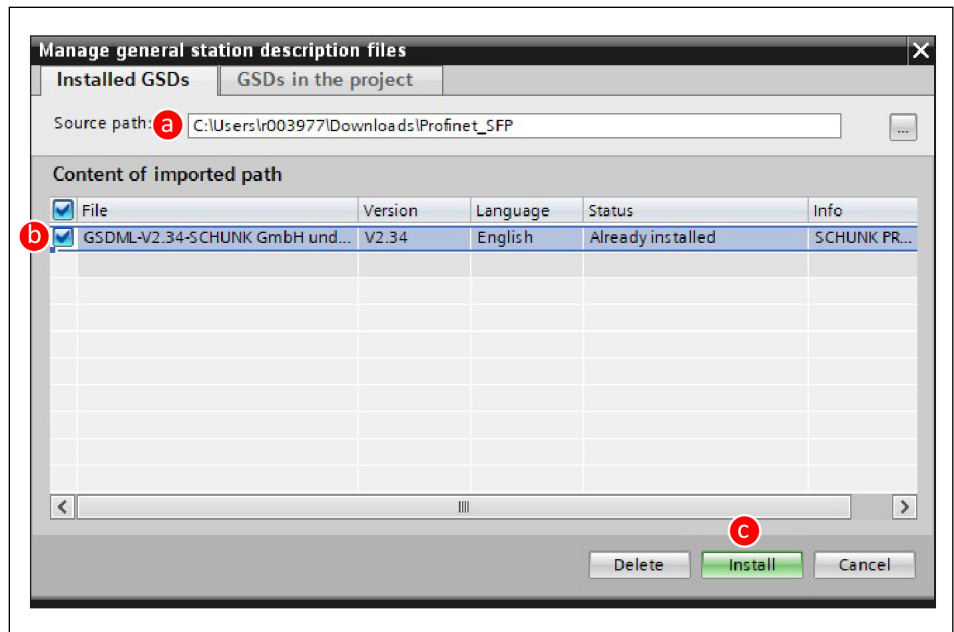 Manage general station description files
Installed GSDs GSDs in the project
Source path: a C:\Users\r003977\Downloads\Profinet_SFP ...
Content of imported path
File Version Language Status Info
b GSDML-V2.34-SCHUNK GmbH und... V2.34 English Already installed SCHUNK PR...
c
Delete Install Cancel